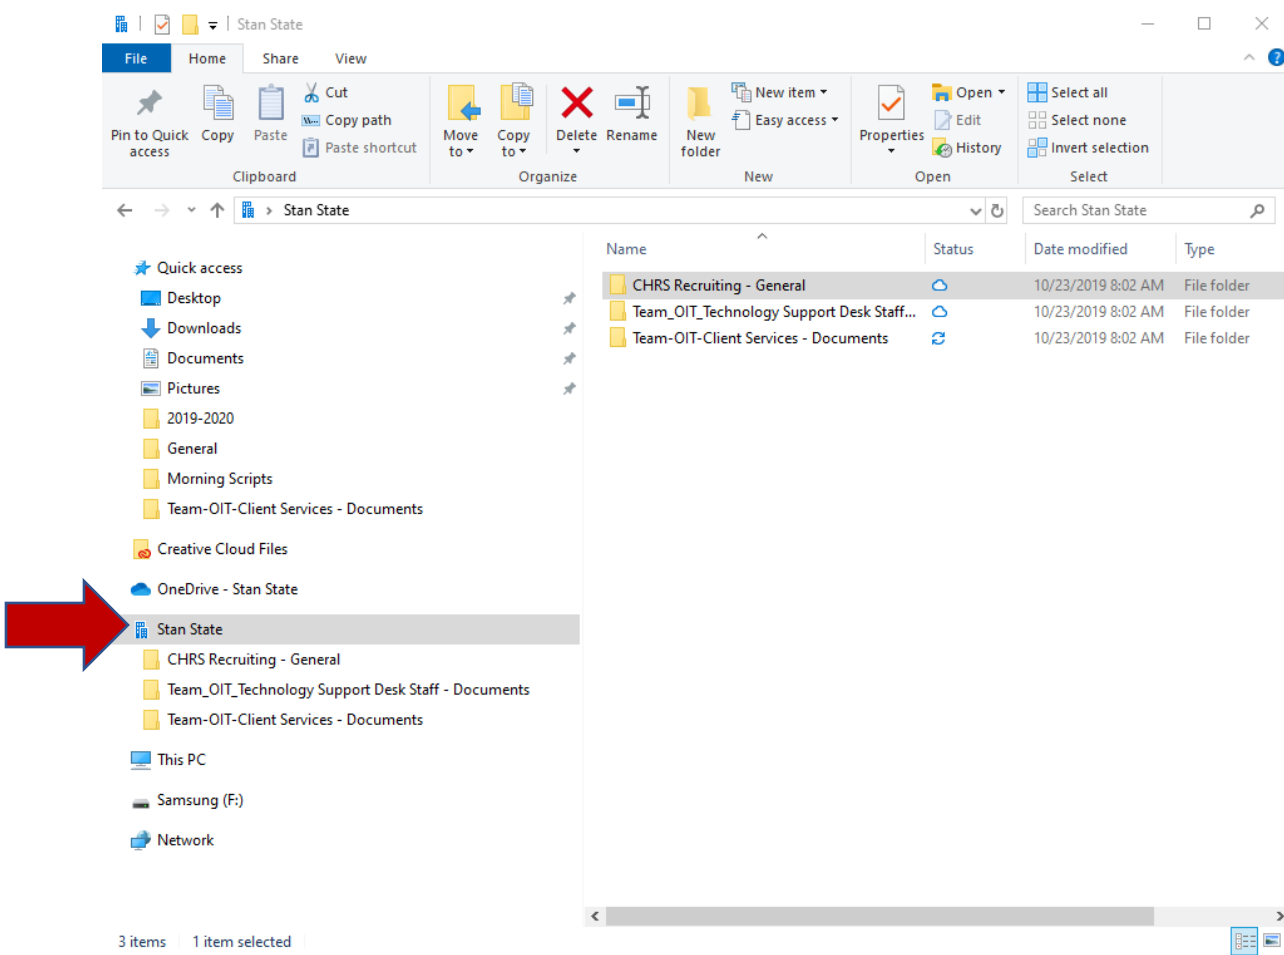 Stan State
File Home Share View
Pin to Quick access
Copy
Paste
Cut
Copy path
Paste shortcut
Clipboard
Move to
Copy to
Delete
Rename
Organize
New folder
New item
Easy access
New
Properties
Open
Edit
History
Open
Select all
Select none
Invert selection
Select
Stan State
Search Stan State
Quick access
Desktop
Downloads
Documents
Pictures
2019-2020
General
Morning Scripts
Team-OIT-Client Services - Documents
Creative Cloud Files
OneDrive - Stan State
Stan State
CHRS Recruiting - General
Team_OIT_Technology Support Desk Staff - Documents
Team-OIT-Client Services - Documents
This PC
Samsung (F:)
Network
Name Status Date modified Type
CHRS Recruiting - General 10/23/2019 8:02 AM File folder
Team_OIT_Technology Support Desk Staff... 10/23/2019 8:02 AM File folder
Team-OIT-Client Services - Documents 10/23/2019 8:02 AM File folder
3 items 1 item selected